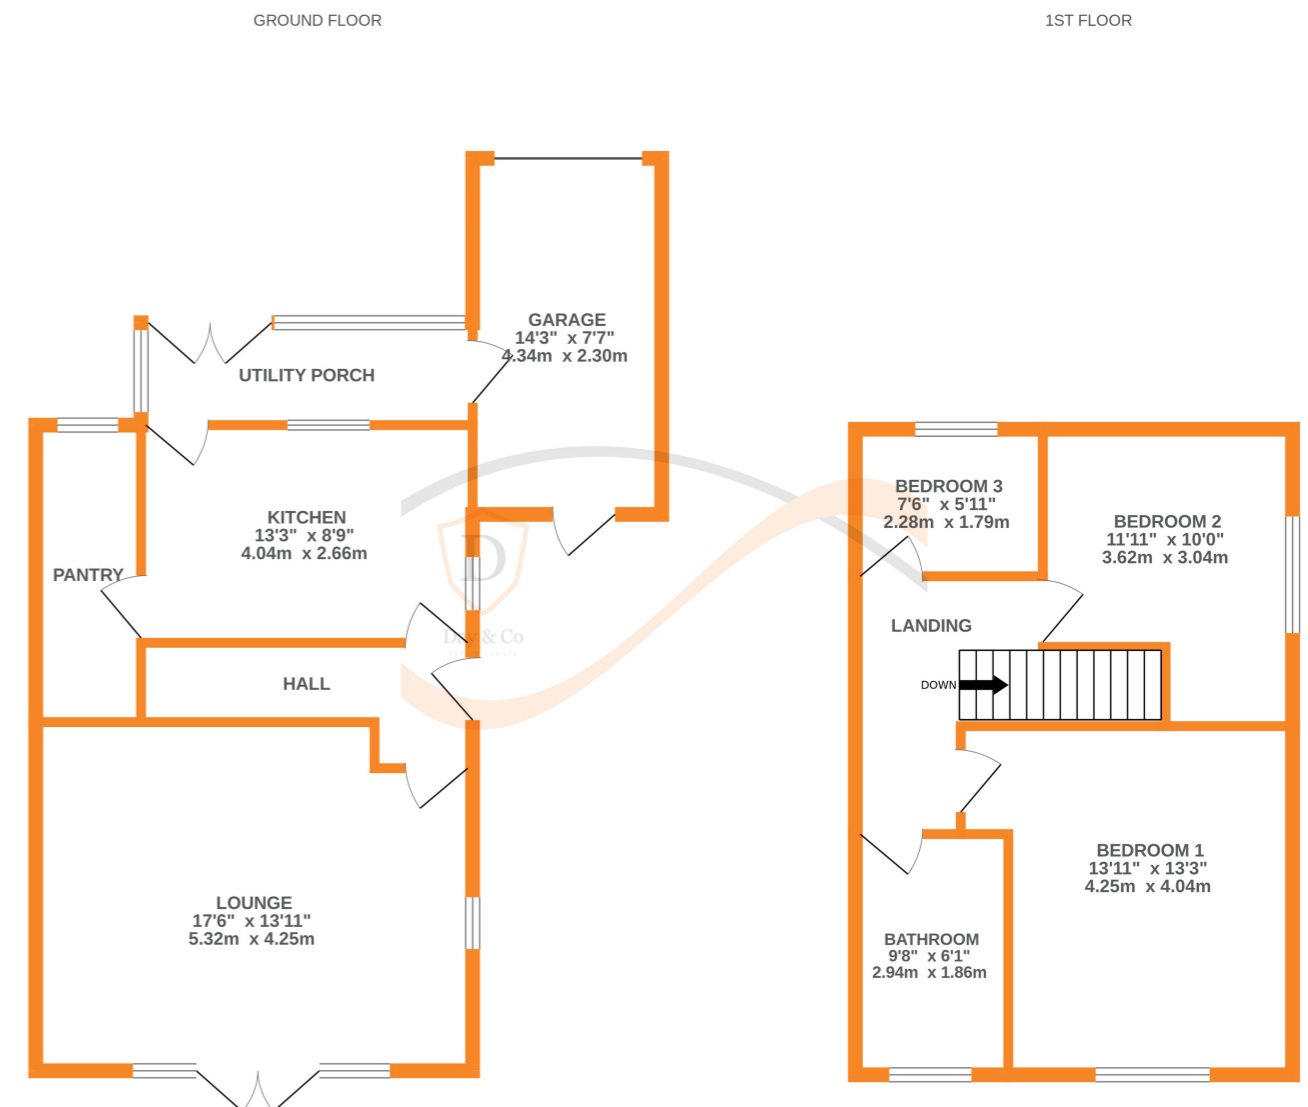 GROUND FLOOR
1ST FLOOR
GARAGE
14'3" x 7'7"
4.34m x 2.30m
UTILITY PORCH
KITCHEN
13'3" x 8'9"
4.04m x 2.66m
PANTRY
HALL
LOUNGE
17'6" x 13'11"
5.32m x 4.25m
D
Day & Co
BEDROOM 3
7'6" x 5'11"
2.28m x 1.79m
BEDROOM 2
11'11" x 10'0"
3.62m x 3.04m
LANDING
DOWN
BEDROOM 1
13'11" x 13'3"
4.25m x 4.04m
BATHROOM
9'8" x 6'1"
2.94m x 1.86m